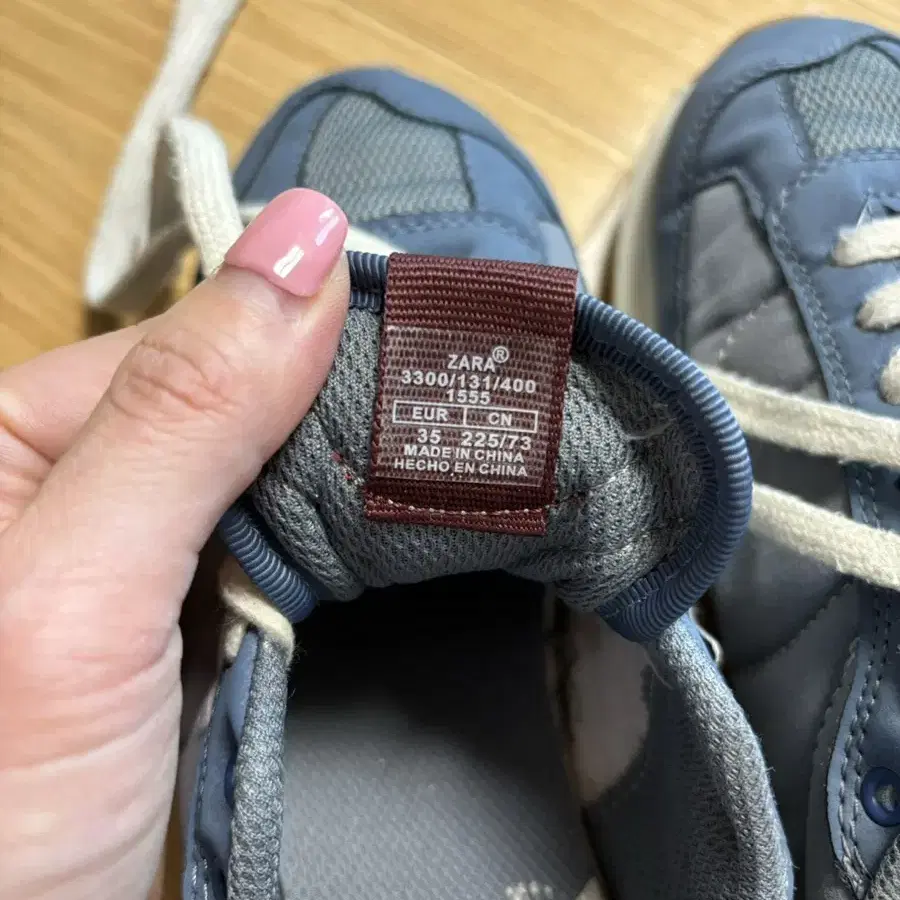 ZARA®
3300/131/400
1555
EUR CN
35 225/73
MADE IN CHINA
HECHO EN CHINA